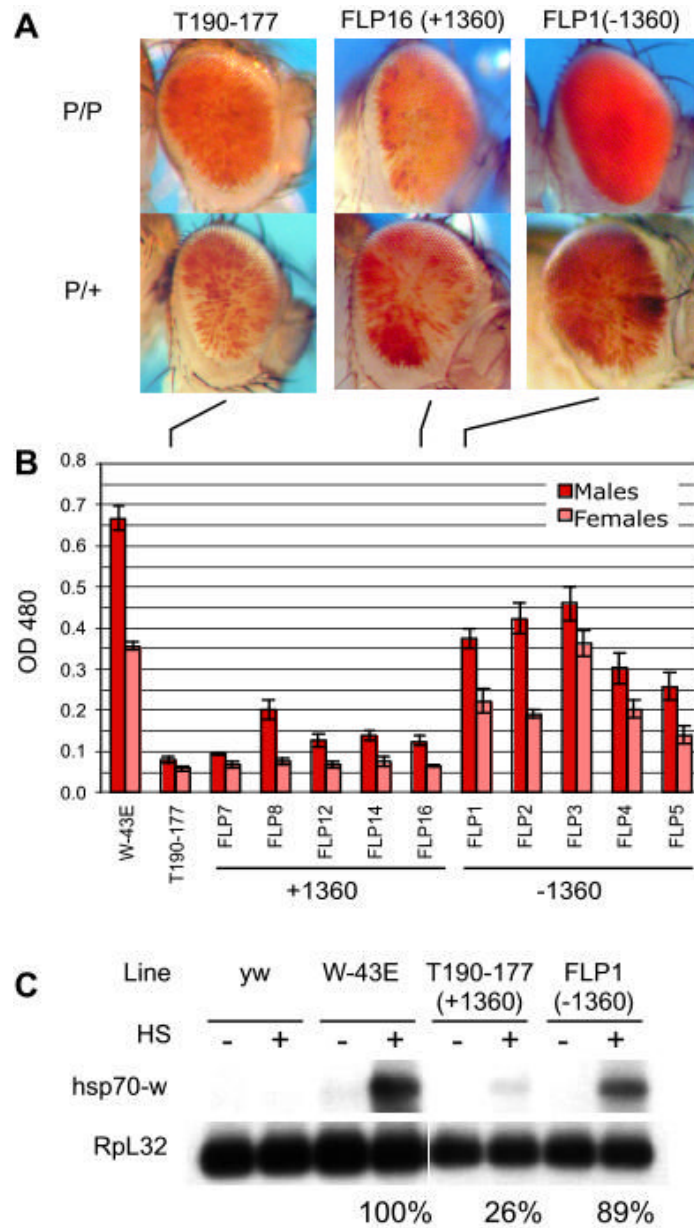 A
T190-177 FLP16 (+1360) FLP1(-1360)
P/P
P/+
B
0.8
0.7
0.6
0.5
0.4
0.3
0.2
0.1
0.0
OD 480
Males
Females
W-43E T190-177 FLP7 FLP8 FLP12 FLP14 FLP16 FLP1 FLP2 FLP3 FLP4 FLP5
+1360 -1360
C
Line yw W-43E T190-177 FLP1
(+1360) (-1360)
HS - + - + - + - +
hsp70-w
RpL32
100% 26% 89%